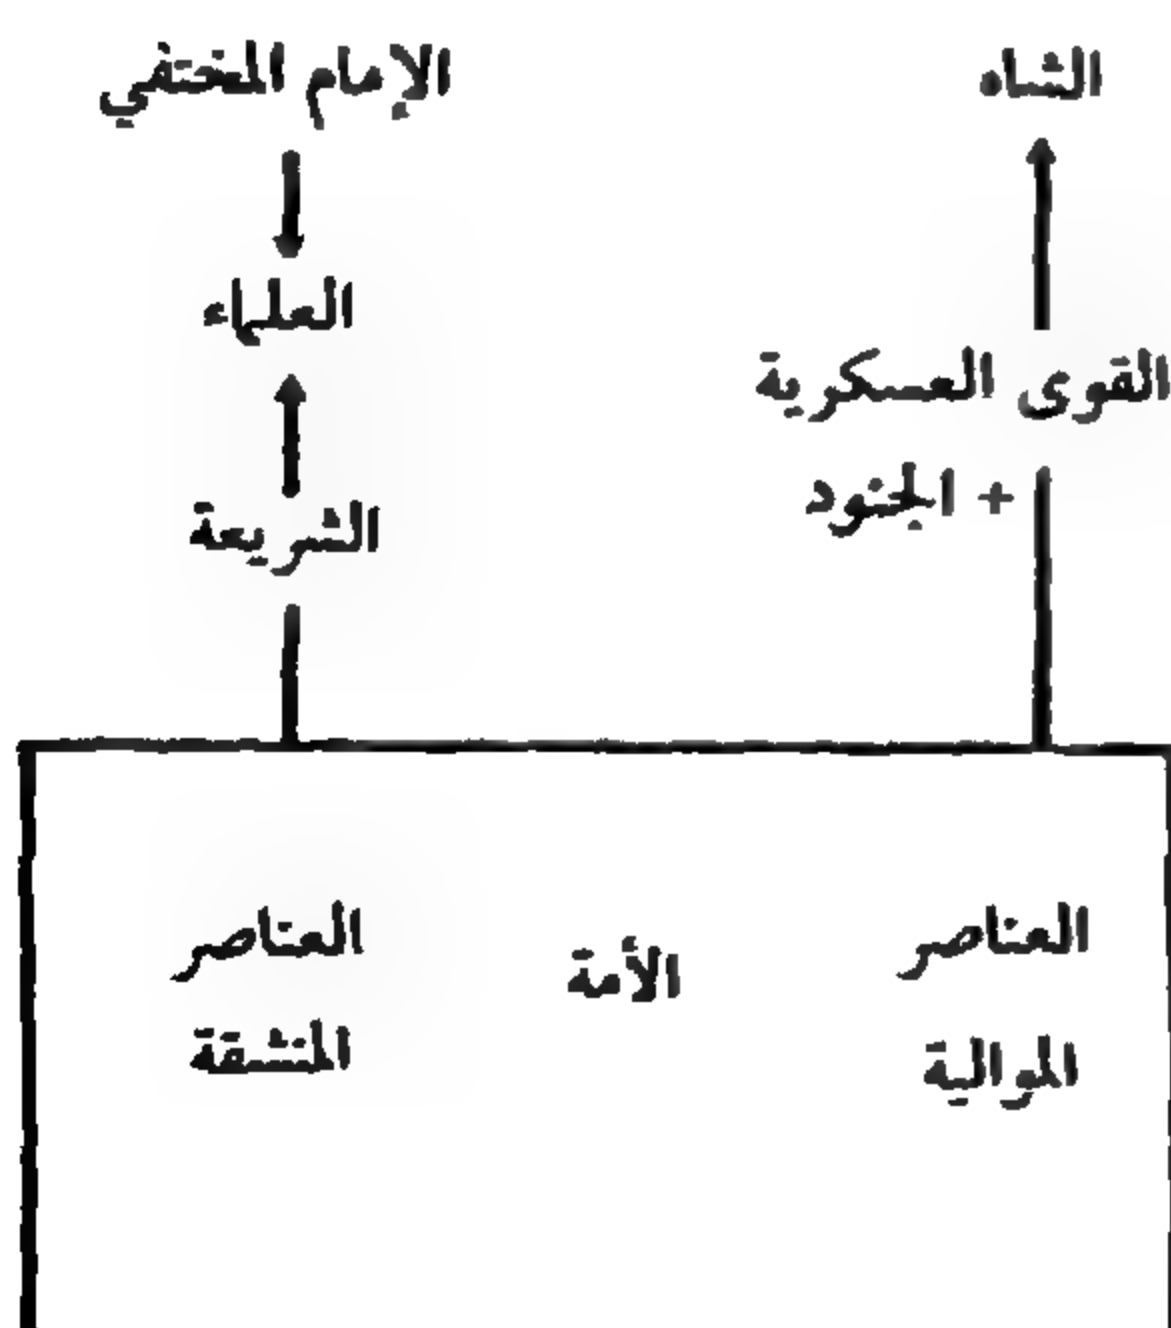 الشاه
الإمام المختفي
العلماء
القوى العسكرية
+ الجنود
الشريعة
العناصر
الموالية
الأمة
العناصر
المنشقة